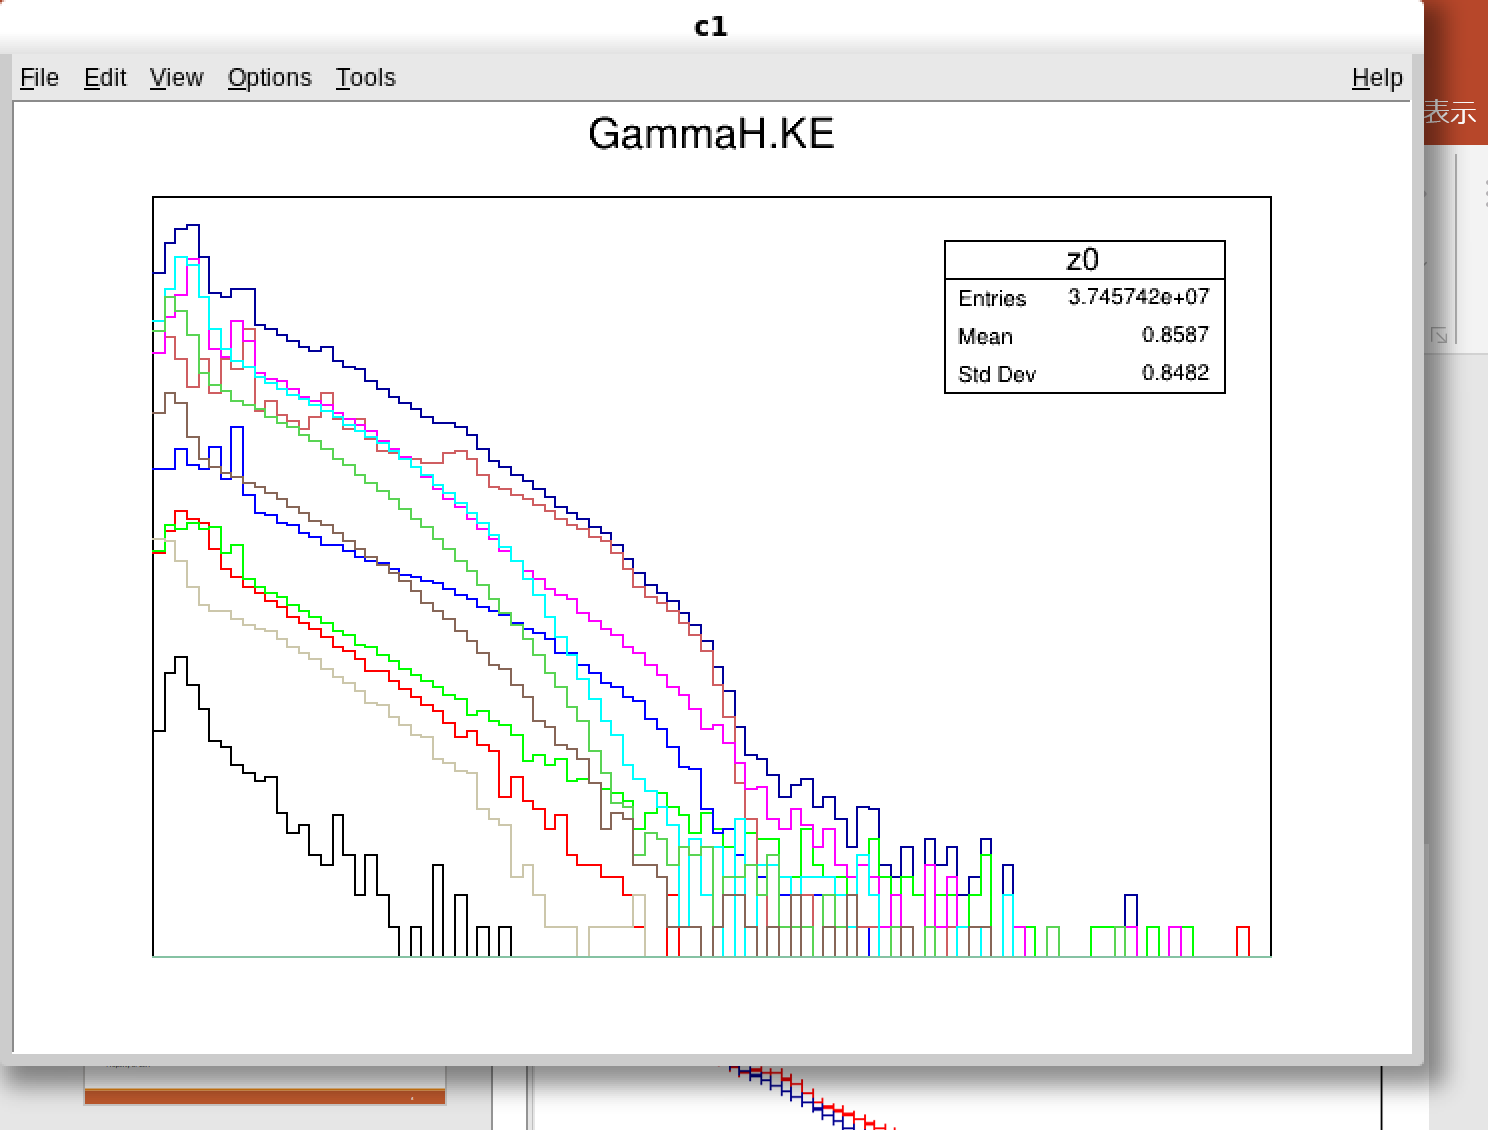 c1
File Edit View Options Tools Help
表示
GammaH.KE
z0
Entries 3.745742e+07
Mean 0.8587
Std Dev 0.8482